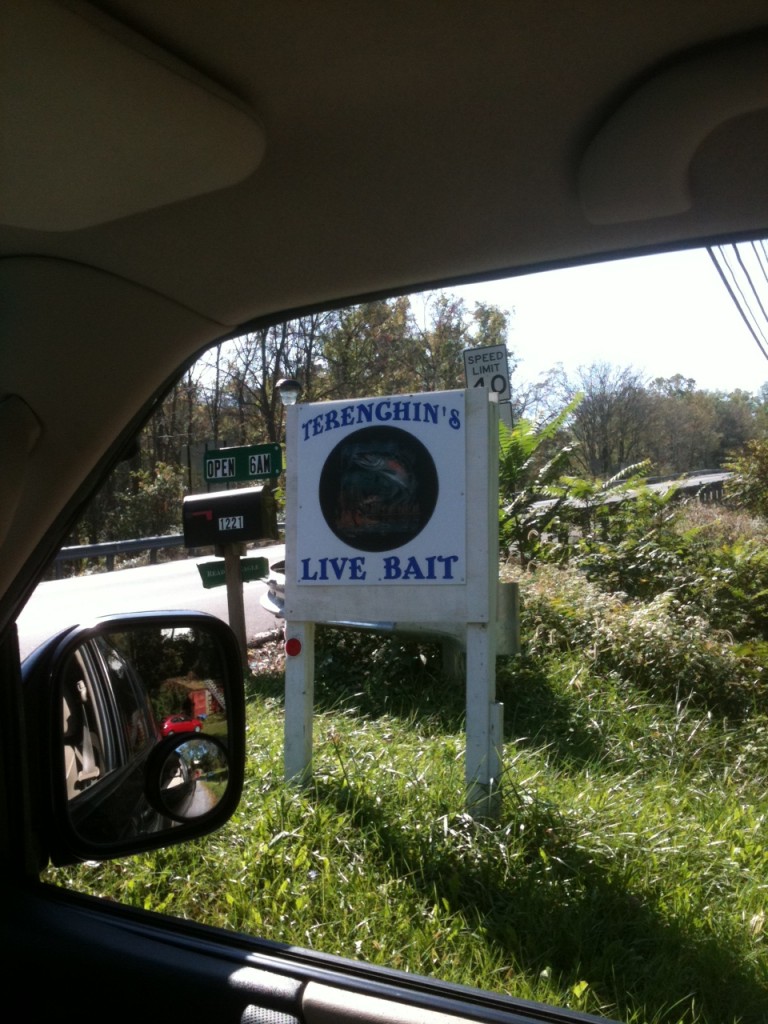 SPEED
LIMIT
40
TERENCHIN'S
LIVE BAIT
OPEN 6AM
1221